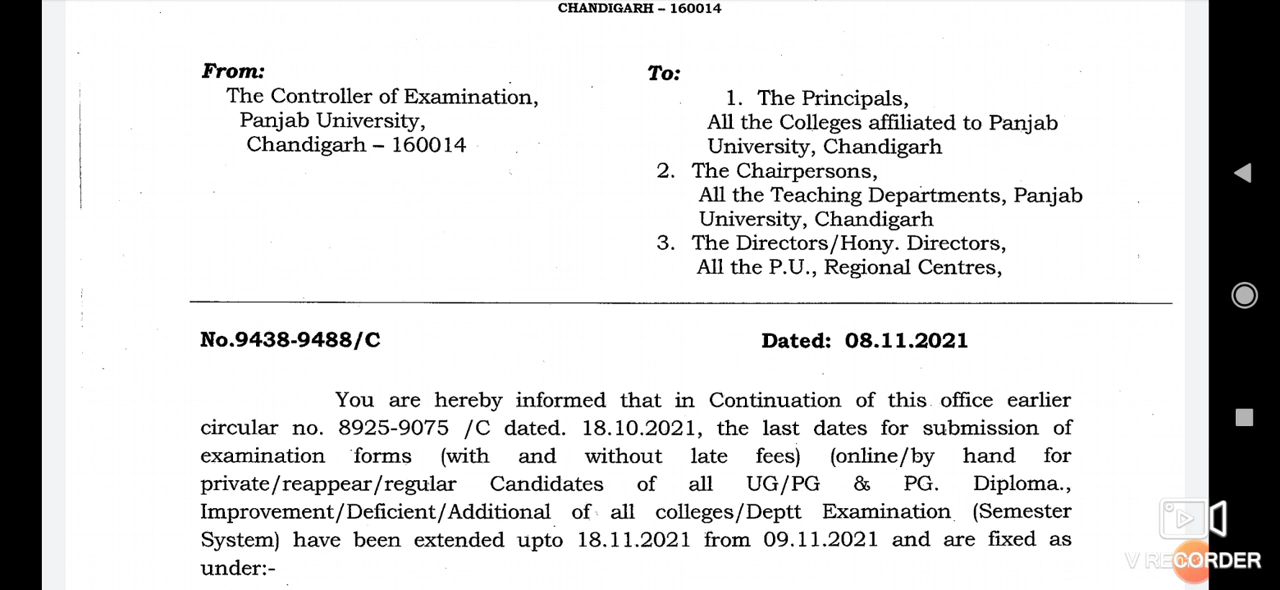 CHANDIGARH – 160014
From:
The Controller of Examination,
Panjab University,
Chandigarh – 160014
To:
1. The Principals,
All the Colleges affiliated to Panjab
University, Chandigarh
2. The Chairpersons,
All the Teaching Departments, Panjab
University, Chandigarh
3. The Directors/Hony. Directors,
All the P.U., Regional Centres,
No.9438-9488/C
Dated: 08.11.2021
You are hereby informed that in Continuation of this office earlier
circular no. 8925-9075 /C dated. 18.10.2021, the last dates for submission of
examination forms (with and without late fees) (online/by hand for
private/reappear/regular Candidates of all UG/PG & PG. Diploma.,
Improvement/Deficient/Additional of all colleges/Deptt Examination (Semester
System) have been extended upto 18.11.2021 from 09.11.2021 and are fixed as
under:-
V RECORDER